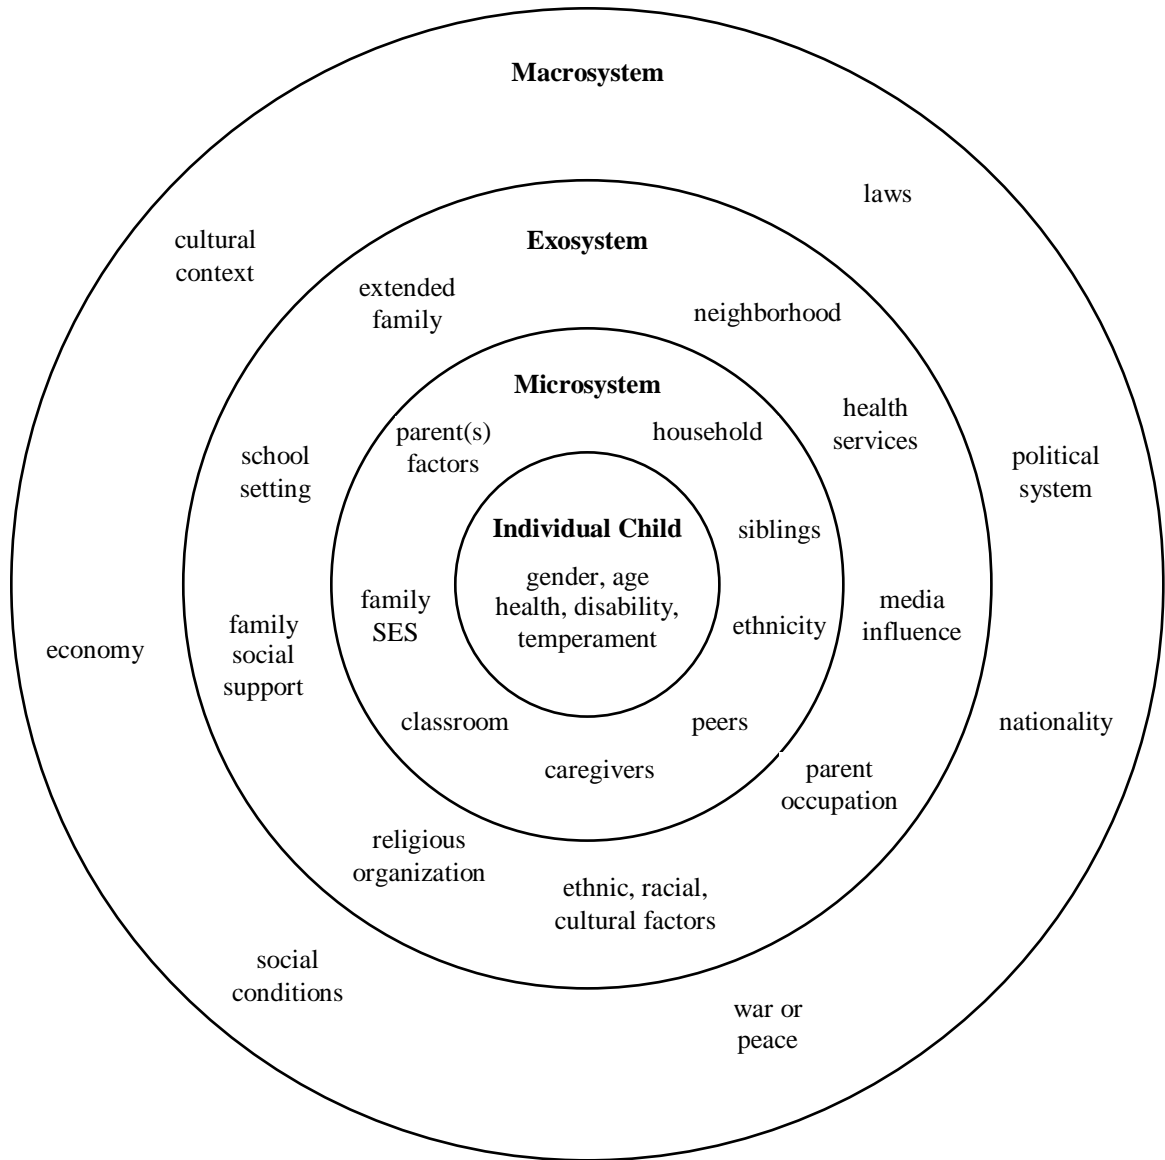 Macrosystem
laws
cultural
context
Exosystem
extended
family
neighborhood
Microsystem
parent(s)
factors
household
health
services
school
setting
political
system
Individual Child
gender, age
health, disability,
temperament
siblings
family
SES
ethnicity
media
influence
economy
family
social
support
classroom
peers
nationality
caregivers
parent
occupation
religious
organization
ethnic, racial,
cultural factors
social
conditions
war or
peace